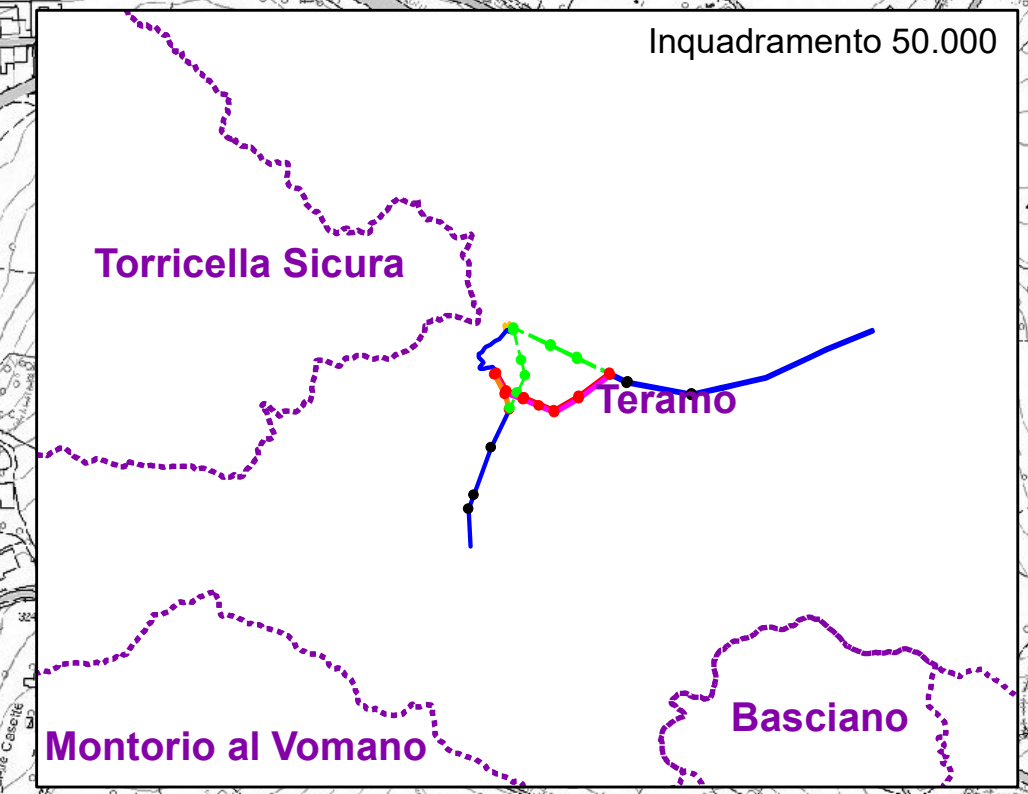 Inquadramento 50.000
Torricella Sicura
Teramo
Basciano
Montorio al Vomano